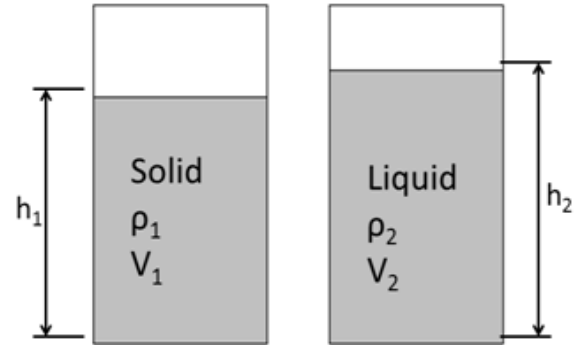 h₁
Solid
ρ₁
V₁
Liquid
ρ₂
V₂
h₂